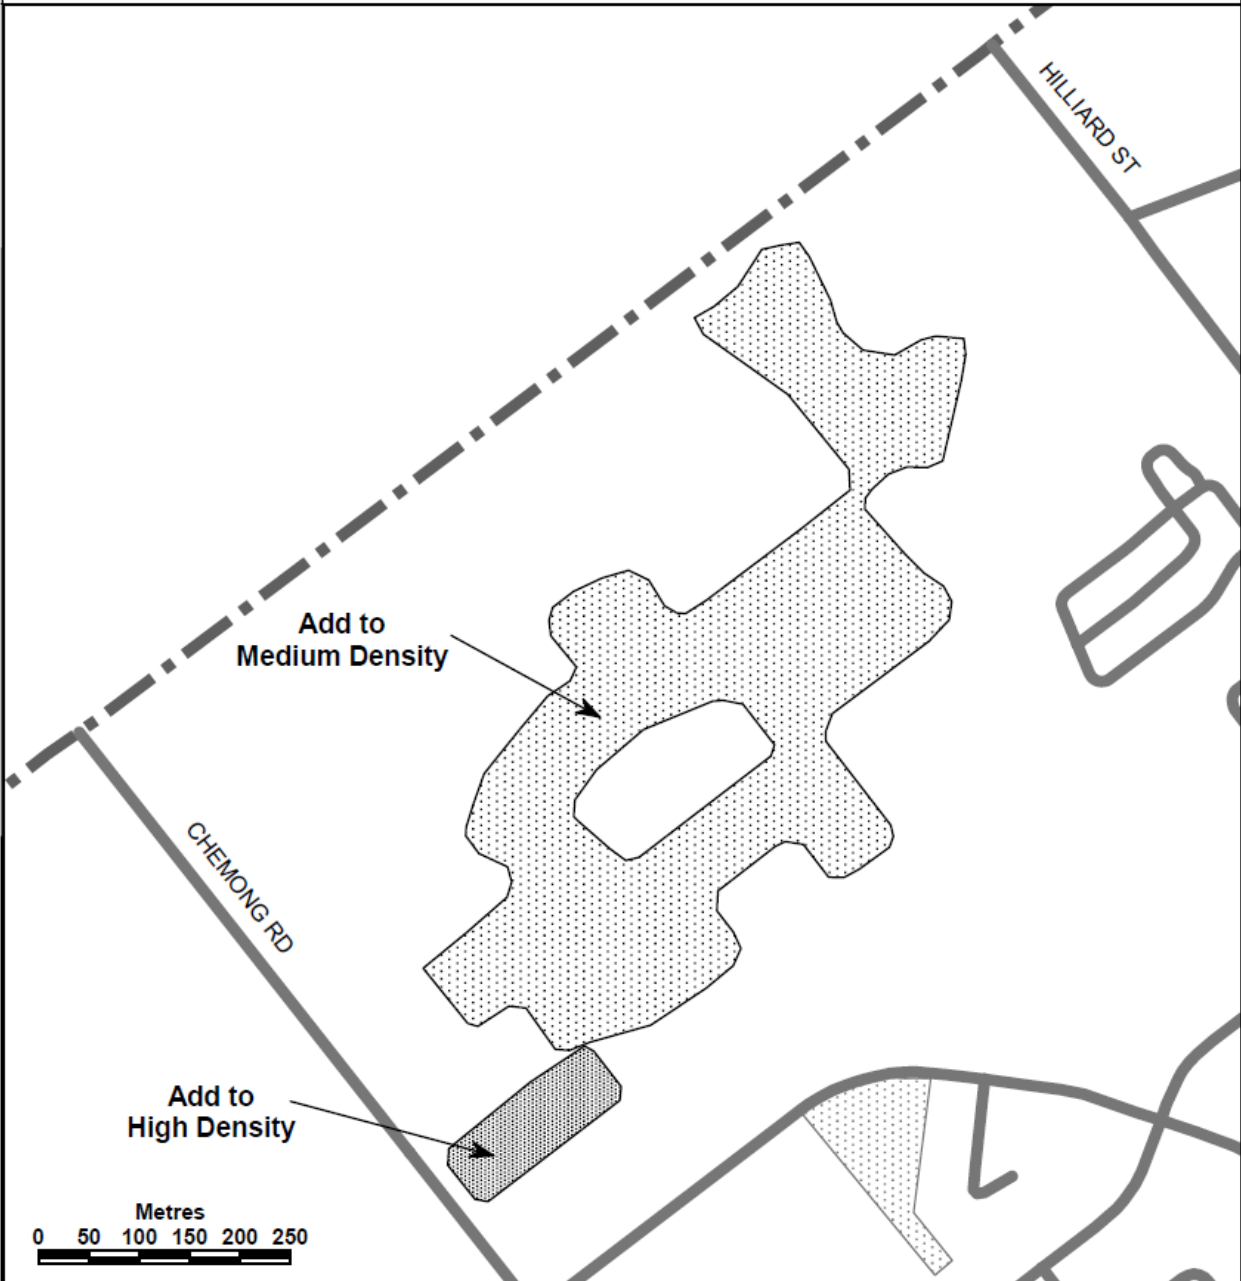 HILLIARD ST
Add to
Medium Density
CHEMONG RD
Add to
High Density
Metres
0 50 100 150 200 250